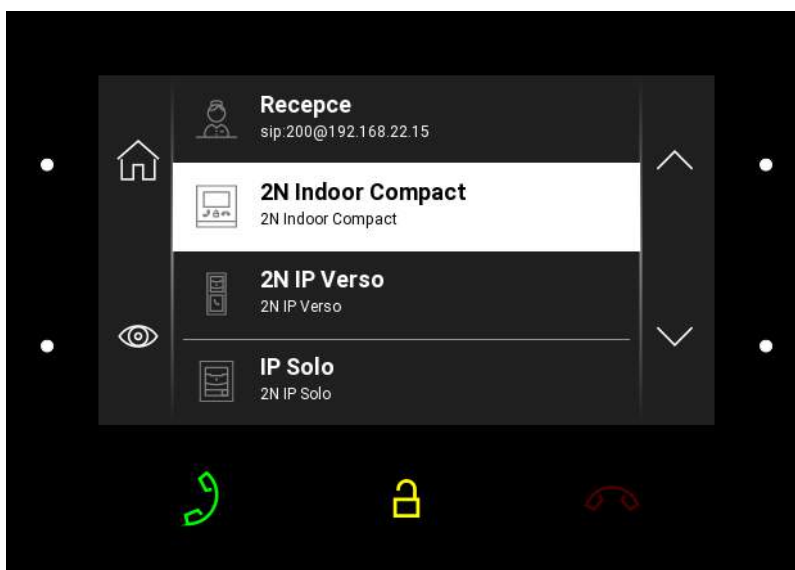 Recepce
sip:200@192.168.22.15
2N Indoor Compact
2N Indoor Compact
2N IP Verso
2N IP Verso
IP Solo
2N IP Solo